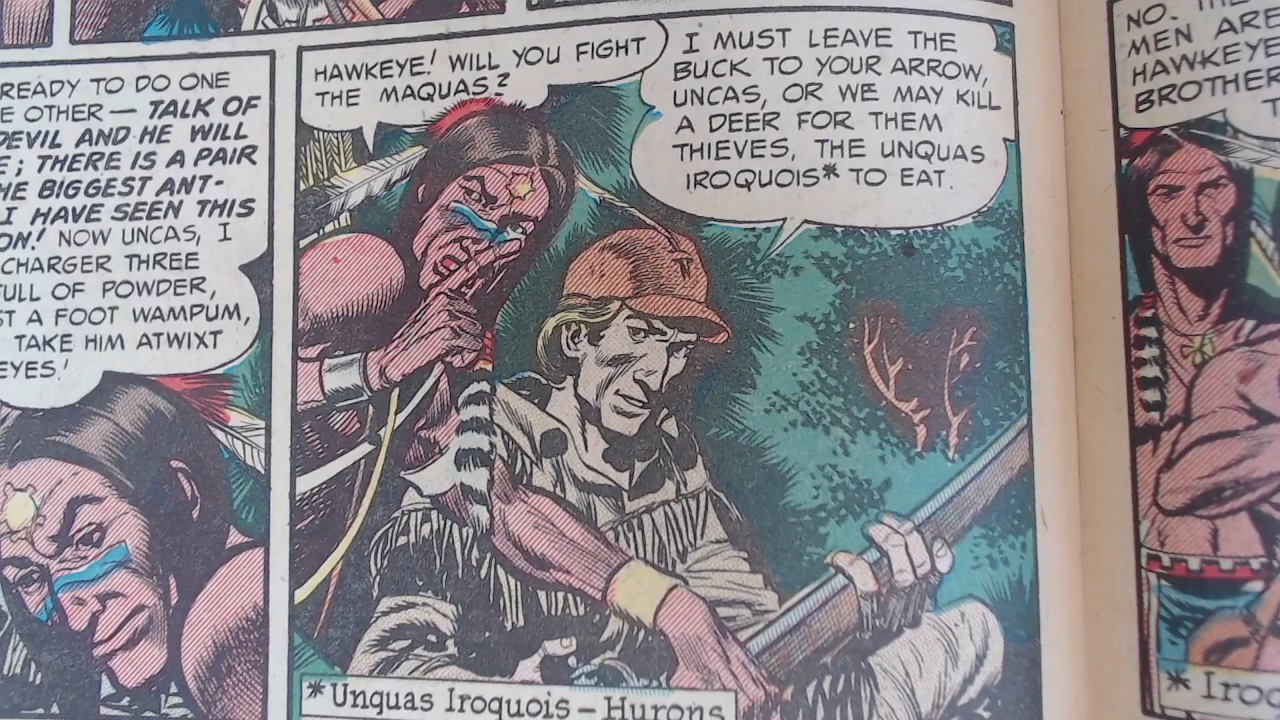 READY TO DO ONE
E OTHER — TALK OF
DEVIL AND HE WILL
E; THERE IS A PAIR
HE BIGGEST ANT-
I HAVE SEEN THIS
ON! NOW UNCAS, I
CHARGER THREE
FULL OF POWDER,
ST A FOOT WAMPUM,
TAKE HIM ATWIXT
EYES!
HAWKEYE! WILL YOU FIGHT
THE MAQUAS?
I MUST LEAVE THE
BUCK TO YOUR ARROW,
UNCAS, OR WE MAY KILL
A DEER FOR THEM
THIEVES, THE UNQUAS
IROQUOIS* TO EAT.
* Unquas Iroquois – Hurons
NO. THE
MEN ARE
HAWKEYE
BROTHER
T
* Iroq